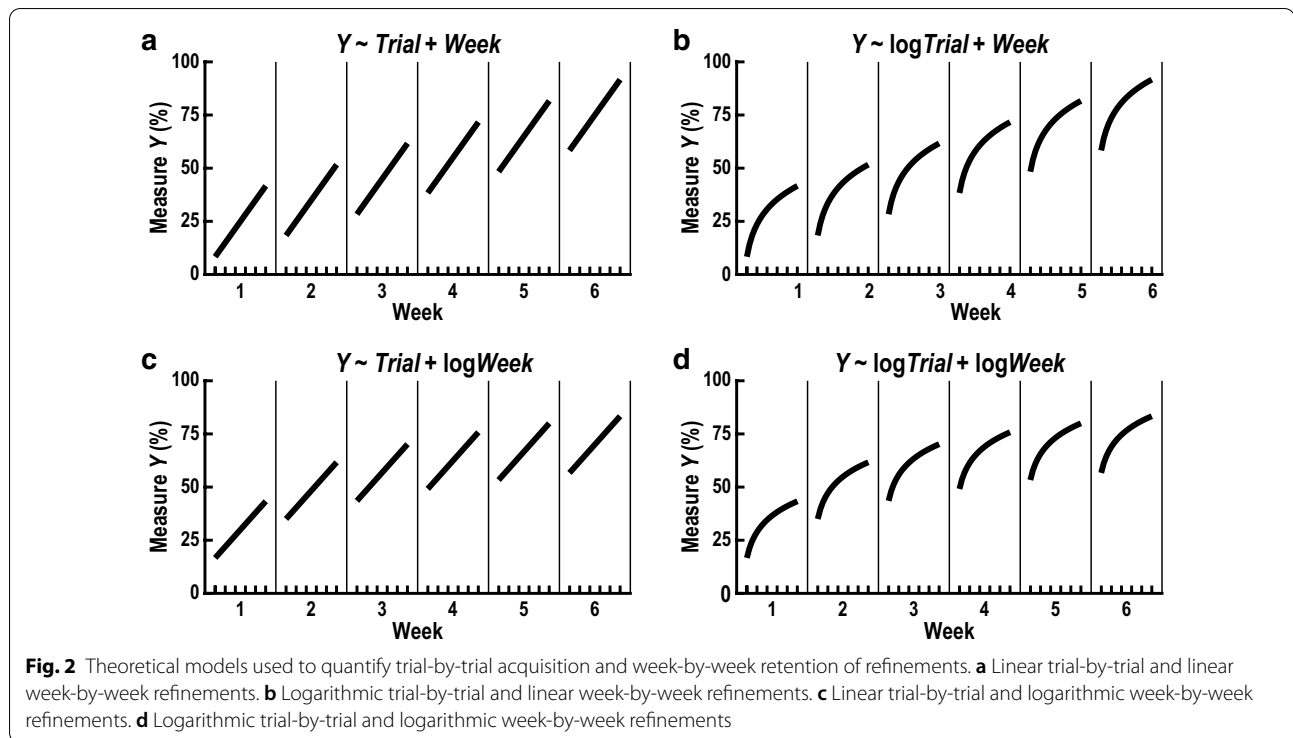 a
Y ~ Trial + Week
100
75
50
25
0
Measure Y (%)
1 2 3 4 5 6
Week
b
Y ~ logTrial + Week
100
75
50
25
0
Measure Y (%)
1 2 3 4 5 6
Week
c
Y ~ Trial + logWeek
100
75
50
25
0
Measure Y (%)
1 2 3 4 5 6
Week
d
Y ~ logTrial + logWeek
100
75
50
25
0
Measure Y (%)
1 2 3 4 5 6
Week
Fig. 2 Theoretical models used to quantify trial-by-trial acquisition and week-by-week retention of refinements. a Linear trial-by-trial and linear
week-by-week refinements. b Logarithmic trial-by-trial and linear week-by-week refinements. c Linear trial-by-trial and logarithmic week-by-week
refinements. d Logarithmic trial-by-trial and logarithmic week-by-week refinements